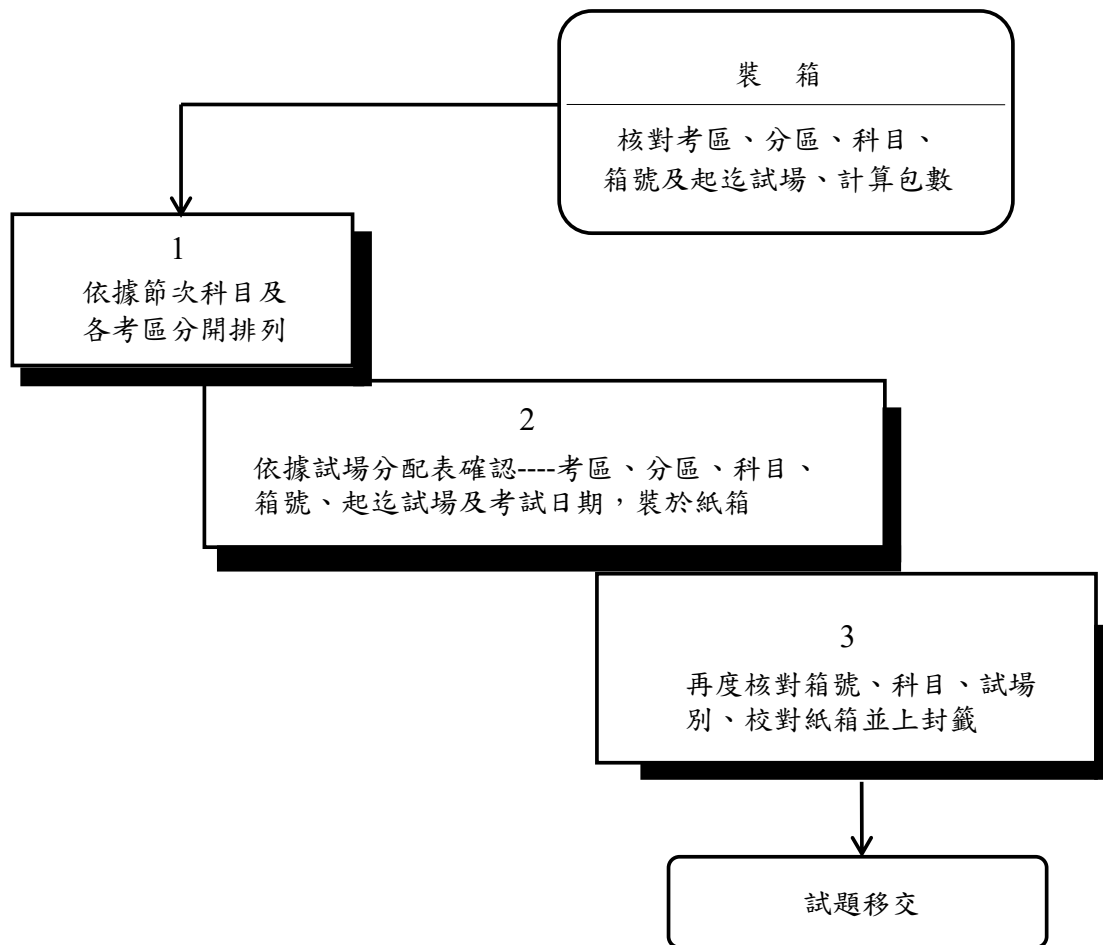 裝 箱
核對考區、分區、科目、
箱號及起迄試場、計算包數
1
依據節次科目及
各考區分開排列
2
依據試場分配表確認----考區、分區、科目、
箱號、起迄試場及考試日期，裝於紙箱
3
再度核對箱號、科目、試場
別、校對紙箱並上封籤
試題移交